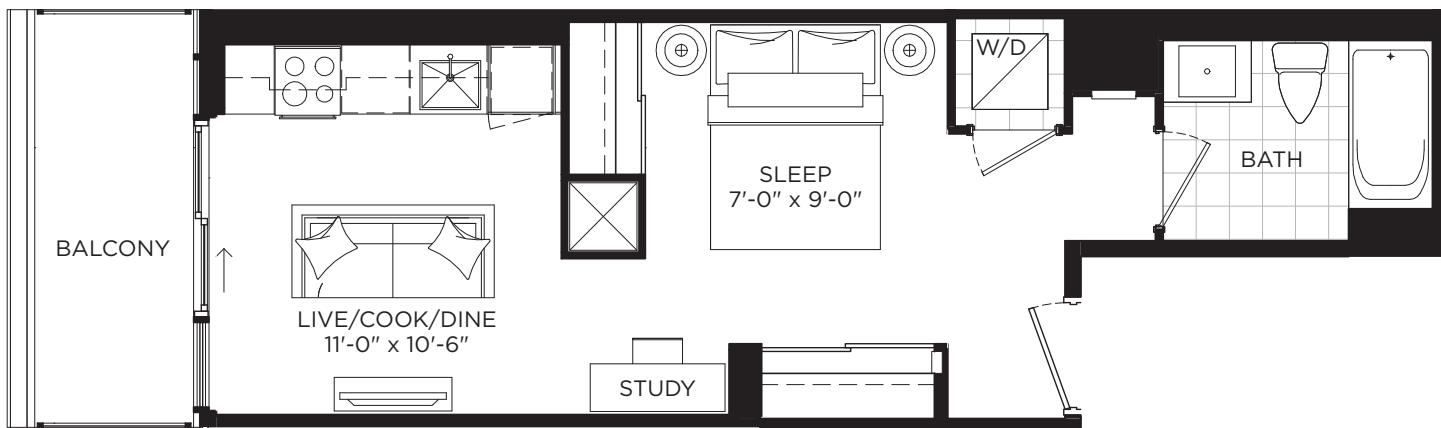 W/D
BATH
SLEEP
7'-0" x 9'-0"
BALCONY
LIVE/COOK/DINE
11'-0" x 10'-6"
STUDY